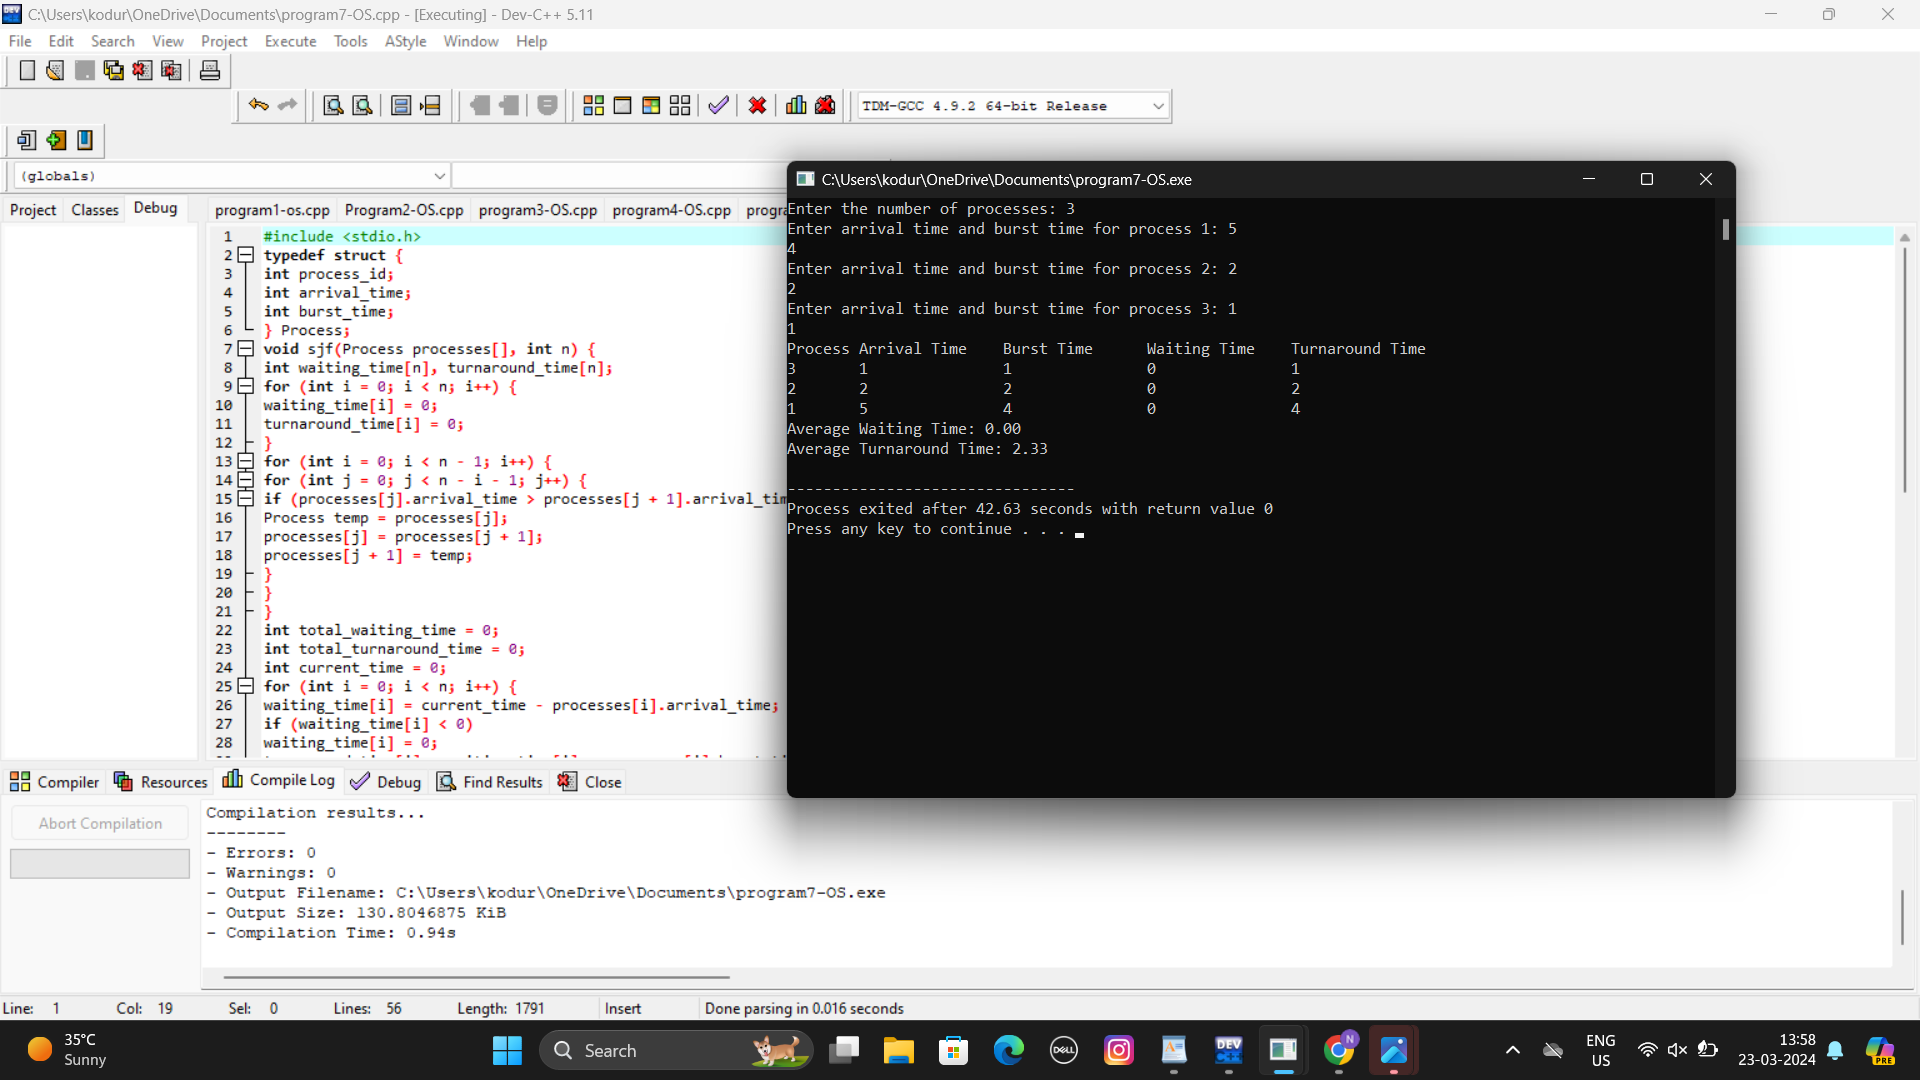 C:\Users\kodur\OneDrive\Documents\program7-OS.cpp - [Executing] - Dev-C++ 5.11
File Edit Search View Project Execute Tools AStyle Window Help
TDM-GCC 4.9.2 64-bit Release
(globals)
Project Classes Debug
program1-os.cpp Program2-OS.cpp program3-OS.cpp program4-OS.cpp
1 #include <stdio.h>
2 typedef struct {
3 int process_id;
4 int arrival_time;
5 int burst_time;
6 } Process;
7 void sjf(Process processes[], int n) {
8 int waiting_time[n], turnaround_time[n];
9 for (int i = 0; i < n; i++) {
10 waiting_time[i] = 0;
11 turnaround_time[i] = 0;
12 }
13 for (int i = 0; i < n - 1; i++) {
14 for (int j = 0; j < n - i - 1; j++) {
15 if (processes[j].arrival_time > processes[j + 1].arrival_tim
16 Process temp = processes[j];
17 processes[j] = processes[j + 1];
18 processes[j + 1] = temp;
19 }
20 }
21 }
22 int total_waiting_time = 0;
23 int total_turnaround_time = 0;
24 int current_time = 0;
25 for (int i = 0; i < n; i++) {
26 waiting_time[i] = current_time - processes[i].arrival_time;
27 if (waiting_time[i] < 0)
28 waiting_time[i] = 0;
C:\Users\kodur\OneDrive\Documents\program7-OS.exe
Enter the number of processes: 3
Enter arrival time and burst time for process 1: 5
4
Enter arrival time and burst time for process 2: 2
2
Enter arrival time and burst time for process 3: 1
1
Process Arrival Time Burst Time Waiting Time Turnaround Time
3 1 1 0 1
2 2 2 0 2
1 5 4 0 4
Average Waiting Time: 0.00
Average Turnaround Time: 2.33
--------------------------------
Process exited after 42.63 seconds with return value 0
Press any key to continue . . .
Compiler Resources Compile Log Debug Find Results Close
Abort Compilation
Compilation results...
--------
- Errors: 0
- Warnings: 0
- Output Filename: C:\Users\kodur\OneDrive\Documents\program7-OS.exe
- Output Size: 130.8046875 KiB
- Compilation Time: 0.94s
Line: 1 Col: 19 Sel: 0 Lines: 56 Length: 1791 Insert Done parsing in 0.016 seconds
35°C
Sunny
Search
DELL
DEV
N
ENG
US
13:58
23-03-2024
PRE